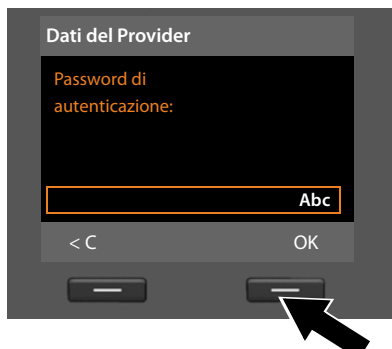 Dati del Provider
Password di
autenticazione:
Abc
< C OK